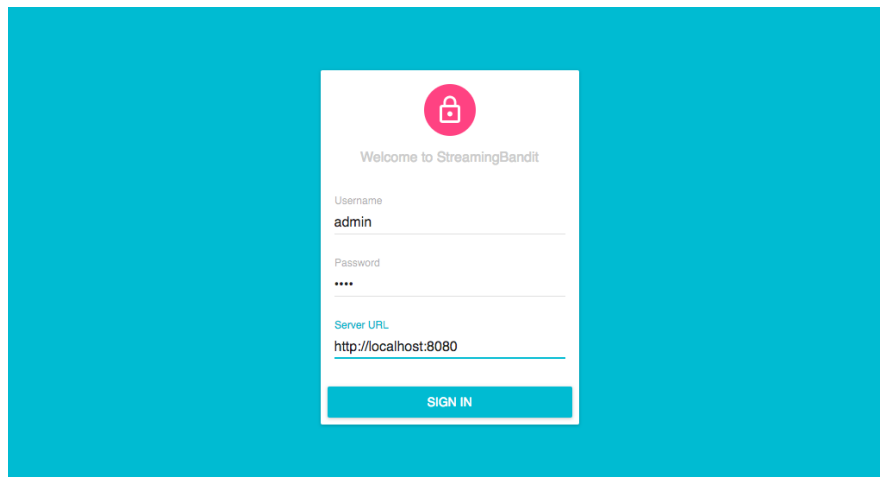 Welcome to StreamingBandit
Username
admin
Password
••••
Server URL
http://localhost:8080
SIGN IN